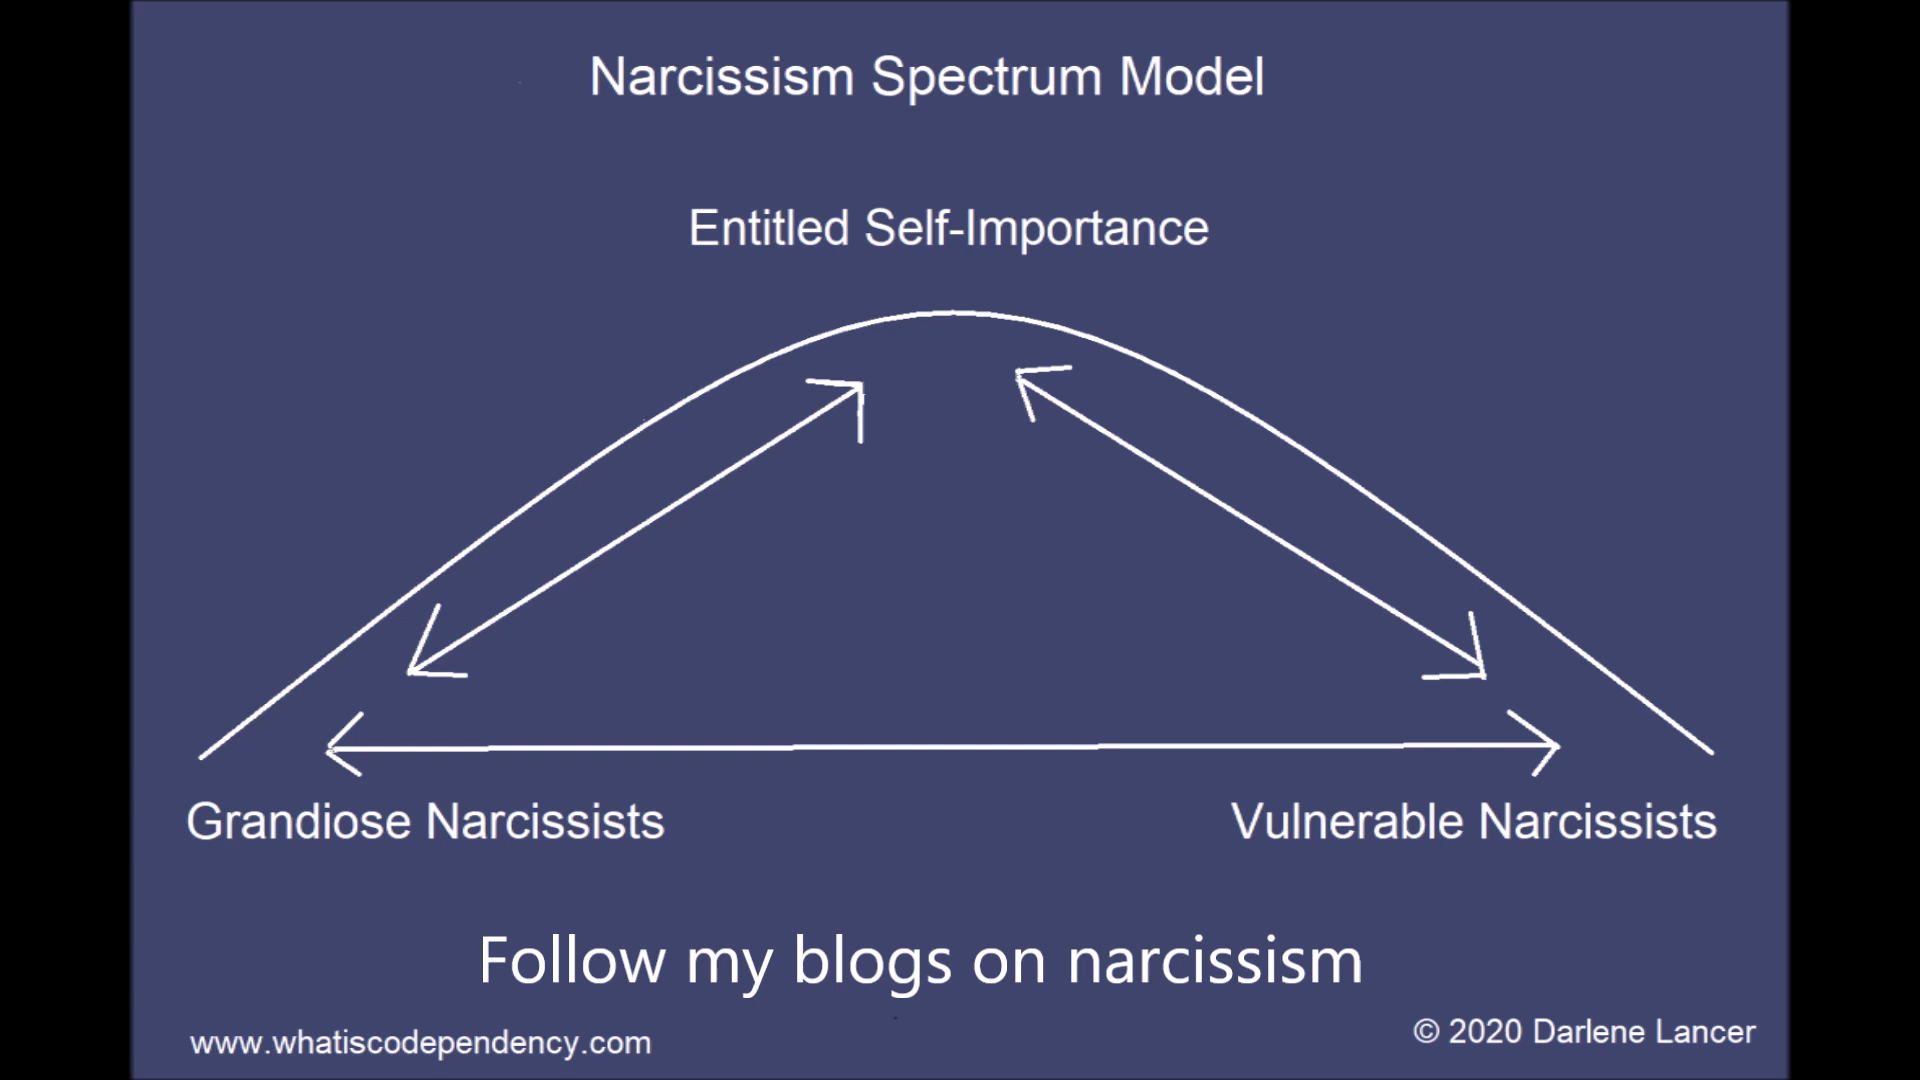 Narcissism Spectrum Model
Entitled Self-Importance
Grandiose Narcissists
Vulnerable Narcissists
Follow my blogs on narcissism
www.whatiscodependency.com
© 2020 Darlene Lancer